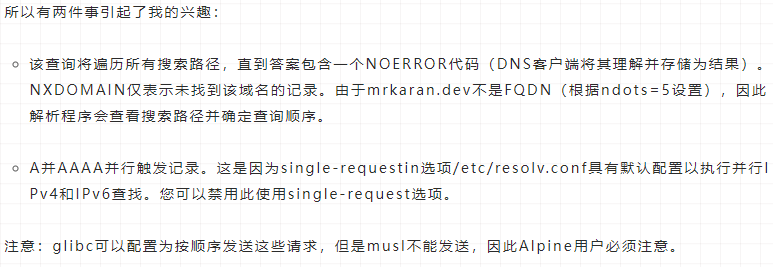 所以有两件事引起了我的兴趣：
该查询将遍历所有搜索路径，直到答案包含一个NOERROR代码（DNS客户端将其理解并存储为结果）。
NXDOMAIN仅表示未找到该域名的记录。由于mrkaran.dev不是FQDN（根据ndots=5设置），因此
解析程序会查看搜索路径并确定查询顺序。
A并AAAA并行触发记录。这是因为single-requestin选项/etc/resolv.conf具有默认配置以执行并行I
Pv4和IPv6查找。您可以禁用此使用single-request选项。
注意：glibc可以配置为按顺序发送这些请求，但是musl不能发送，因此Alpine用户必须注意。